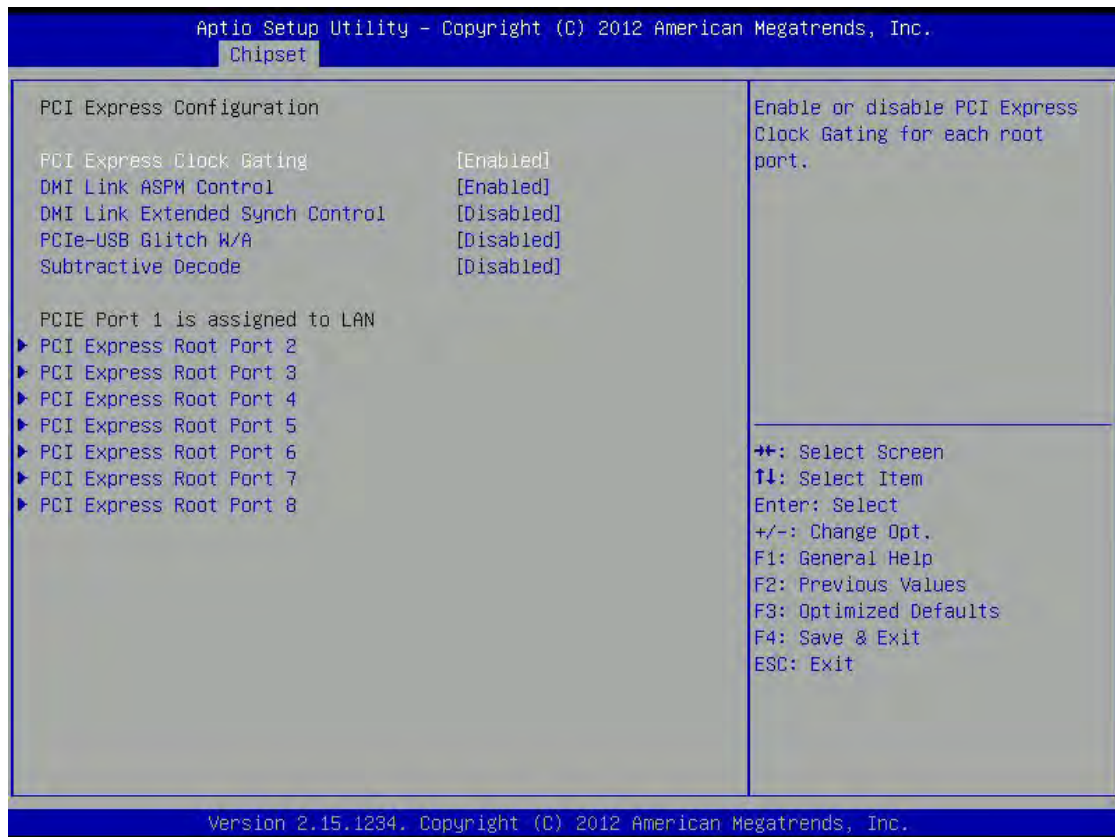 Aptio Setup Utility – Copyright (C) 2012 American Megatrends, Inc.
Chipset
PCI Express Configuration
PCI Express Clock Gating [Enabled]
DMI Link ASPM Control [Enabled]
DMI Link Extended Synch Control [Disabled]
PCIe-USB Glitch W/A [Disabled]
Subtractive Decode [Disabled]
PCIE Port 1 is assigned to LAN
▶ PCI Express Root Port 2
▶ PCI Express Root Port 3
▶ PCI Express Root Port 4
▶ PCI Express Root Port 5
▶ PCI Express Root Port 6
▶ PCI Express Root Port 7
▶ PCI Express Root Port 8
Enable or disable PCI Express
Clock Gating for each root
port.
→←: Select Screen
↑↓: Select Item
Enter: Select
+/-: Change Opt.
F1: General Help
F2: Previous Values
F3: Optimized Defaults
F4: Save & Exit
ESC: Exit
Version 2.15.1234. Copyright (C) 2012 American Megatrends, Inc.